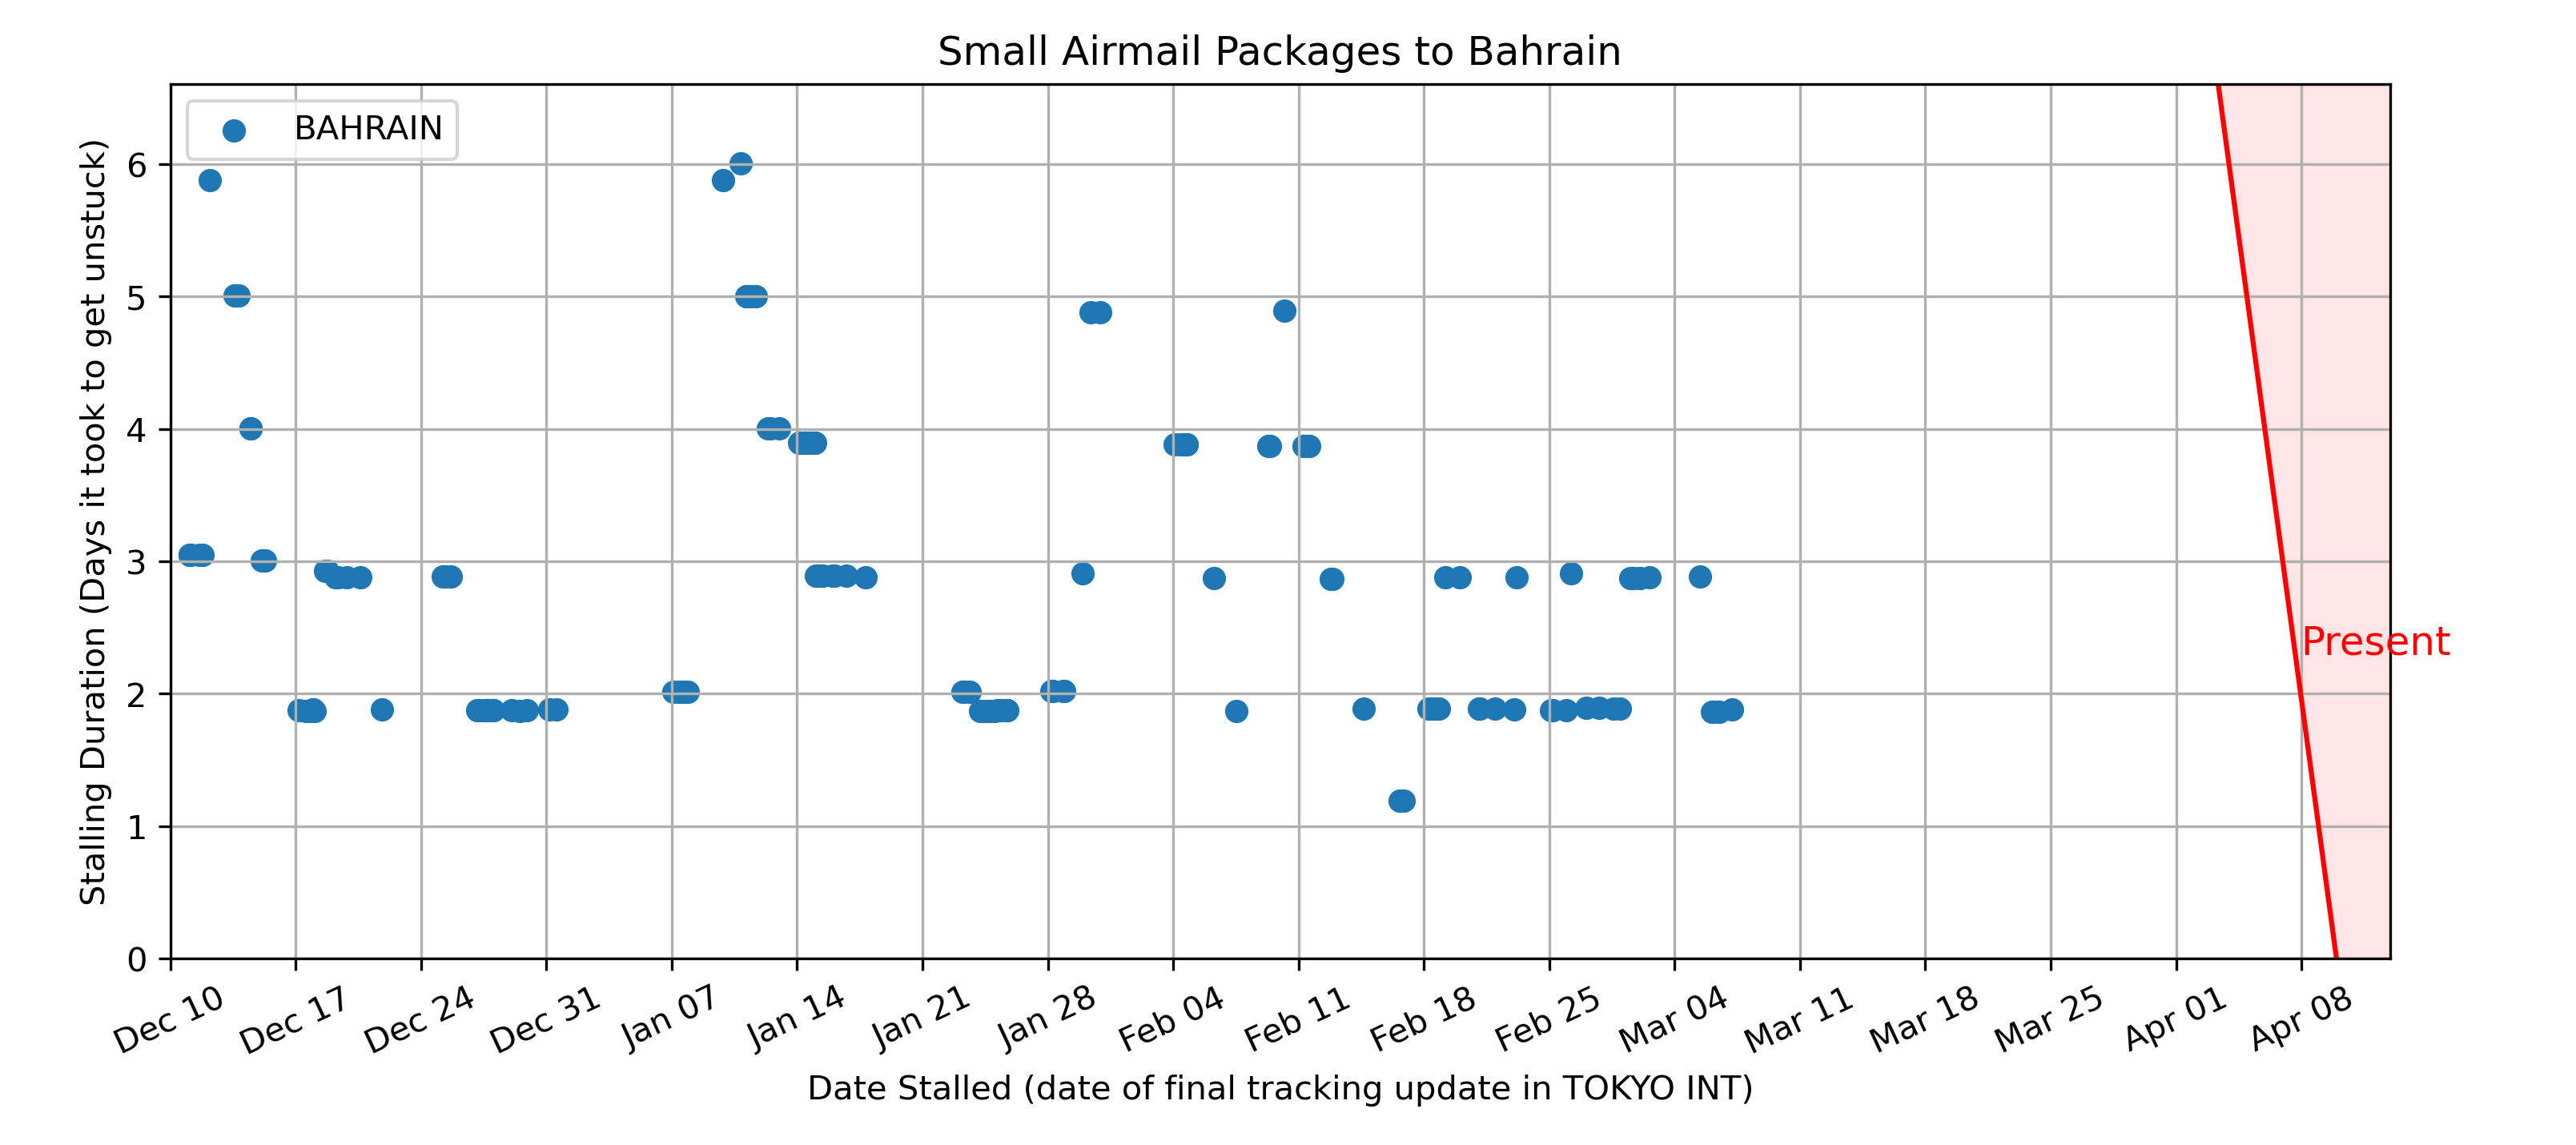 Small Airmail Packages to Bahrain
BAHRAIN
Stalling Duration (Days it took to get unstuck)
6
5
4
3
2
1
0
Present
Dec 10
Dec 17
Dec 24
Dec 31
Jan 07
Jan 14
Jan 21
Jan 28
Feb 04
Feb 11
Feb 18
Feb 25
Mar 04
Mar 11
Mar 18
Mar 25
Apr 01
Apr 08
Date Stalled (date of final tracking update in TOKYO INT)